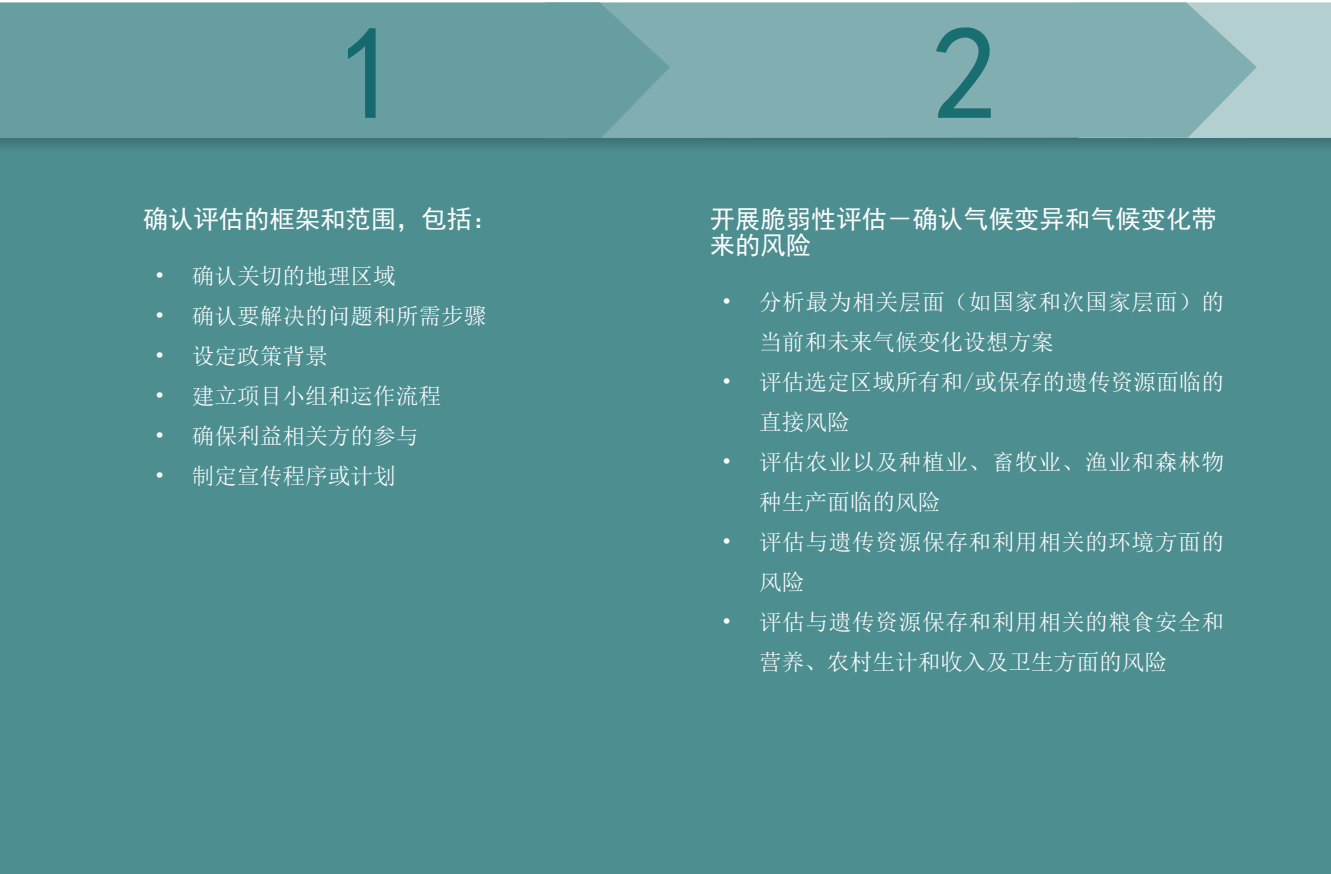 1
2
确认评估的框架和范围，包括：
• 确认关切的地理区域
• 确认要解决的问题和所需步骤
• 设定政策背景
• 建立项目小组和运作流程
• 确保利益相关方的参与
• 制定宣传程序或计划
开展脆弱性评估－确认气候变异和气候变化带
来的风险
• 分析最为相关层面（如国家和次国家层面）的
当前和未来气候变化设想方案
• 评估选定区域所有和/或保存的遗传资源面临的
直接风险
• 评估农业以及种植业、畜牧业、渔业和森林物
种生产面临的风险
• 评估与遗传资源保存和利用相关的环境方面的
风险
• 评估与遗传资源保存和利用相关的粮食安全和
营养、农村生计和收入及卫生方面的风险